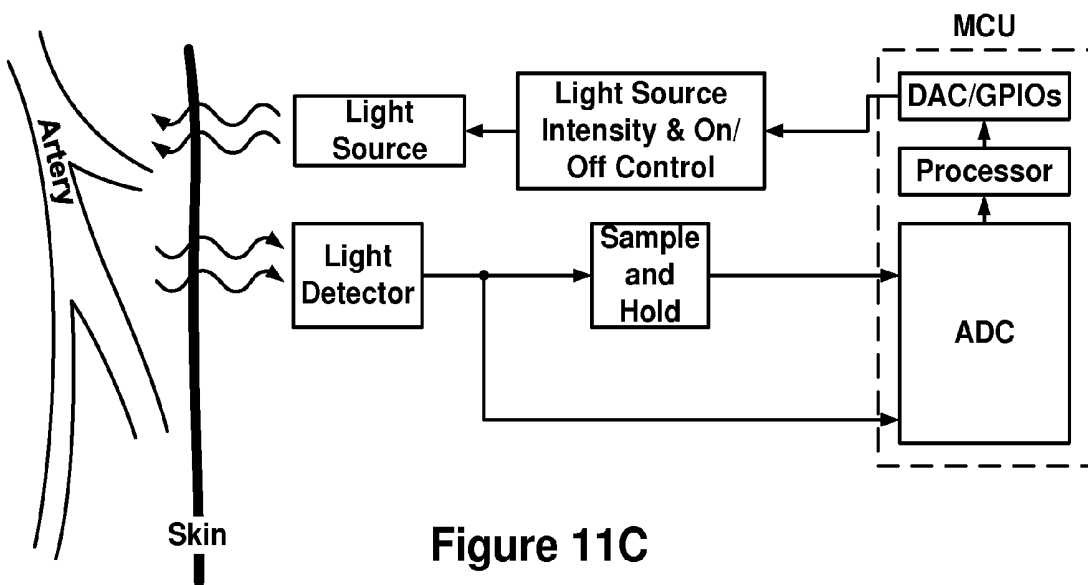 MCU
Light
Source
Light Source
Intensity & On/
Off Control
DAC/GPIOs
Processor
Artery
Light
Detector
Sample
and
Hold
ADC
Skin
Figure 11C